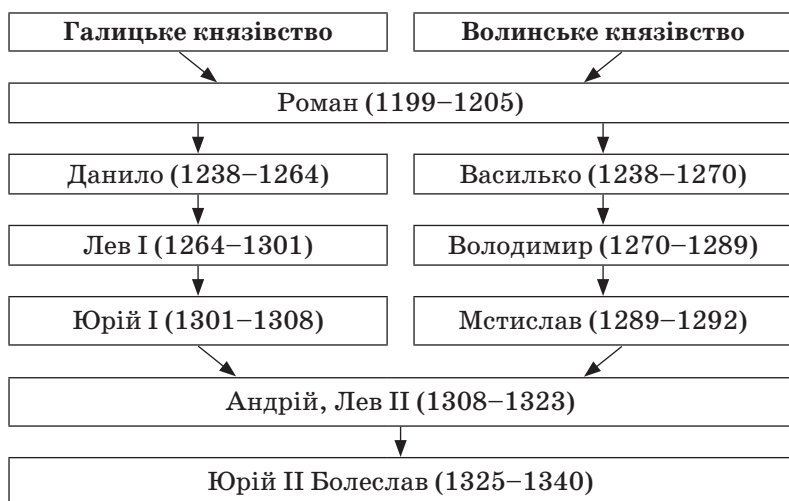 Галицьке князівство
Волинське князівство
Роман (1199–1205)
Данило (1238–1264)
Василько (1238–1270)
Лев І (1264–1301)
Володимир (1270–1289)
Юрій І (1301–1308)
Мстислав (1289–1292)
Андрій, Лев ІІ (1308–1323)
Юрій ІІ Болеслав (1325–1340)